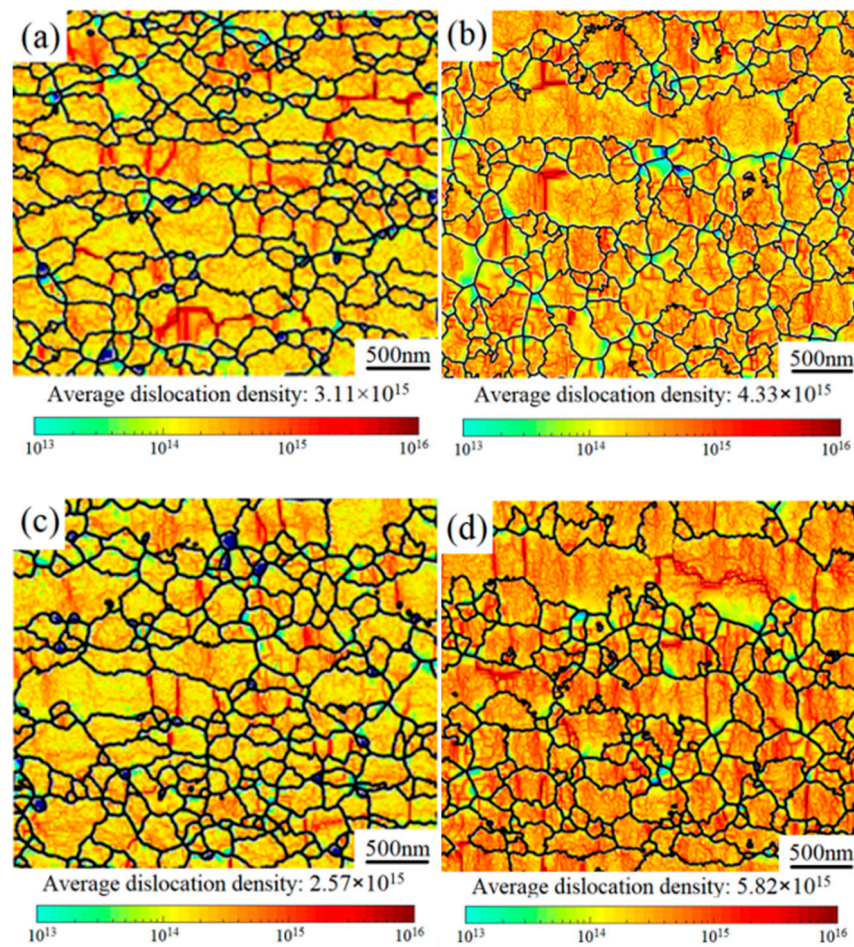 (a)
(b)
500nm
500nm
Average dislocation density: 3.11×10¹⁵
Average dislocation density: 4.33×10¹⁵
10¹³ 10¹⁴ 10¹⁵ 10¹⁶
10¹³ 10¹⁴ 10¹⁵ 10¹⁶
(c)
(d)
500nm
500nm
Average dislocation density: 2.57×10¹⁵
Average dislocation density: 5.82×10¹⁵
10¹³ 10¹⁴ 10¹⁵ 10¹⁶
10¹³ 10¹⁴ 10¹⁵ 10¹⁶